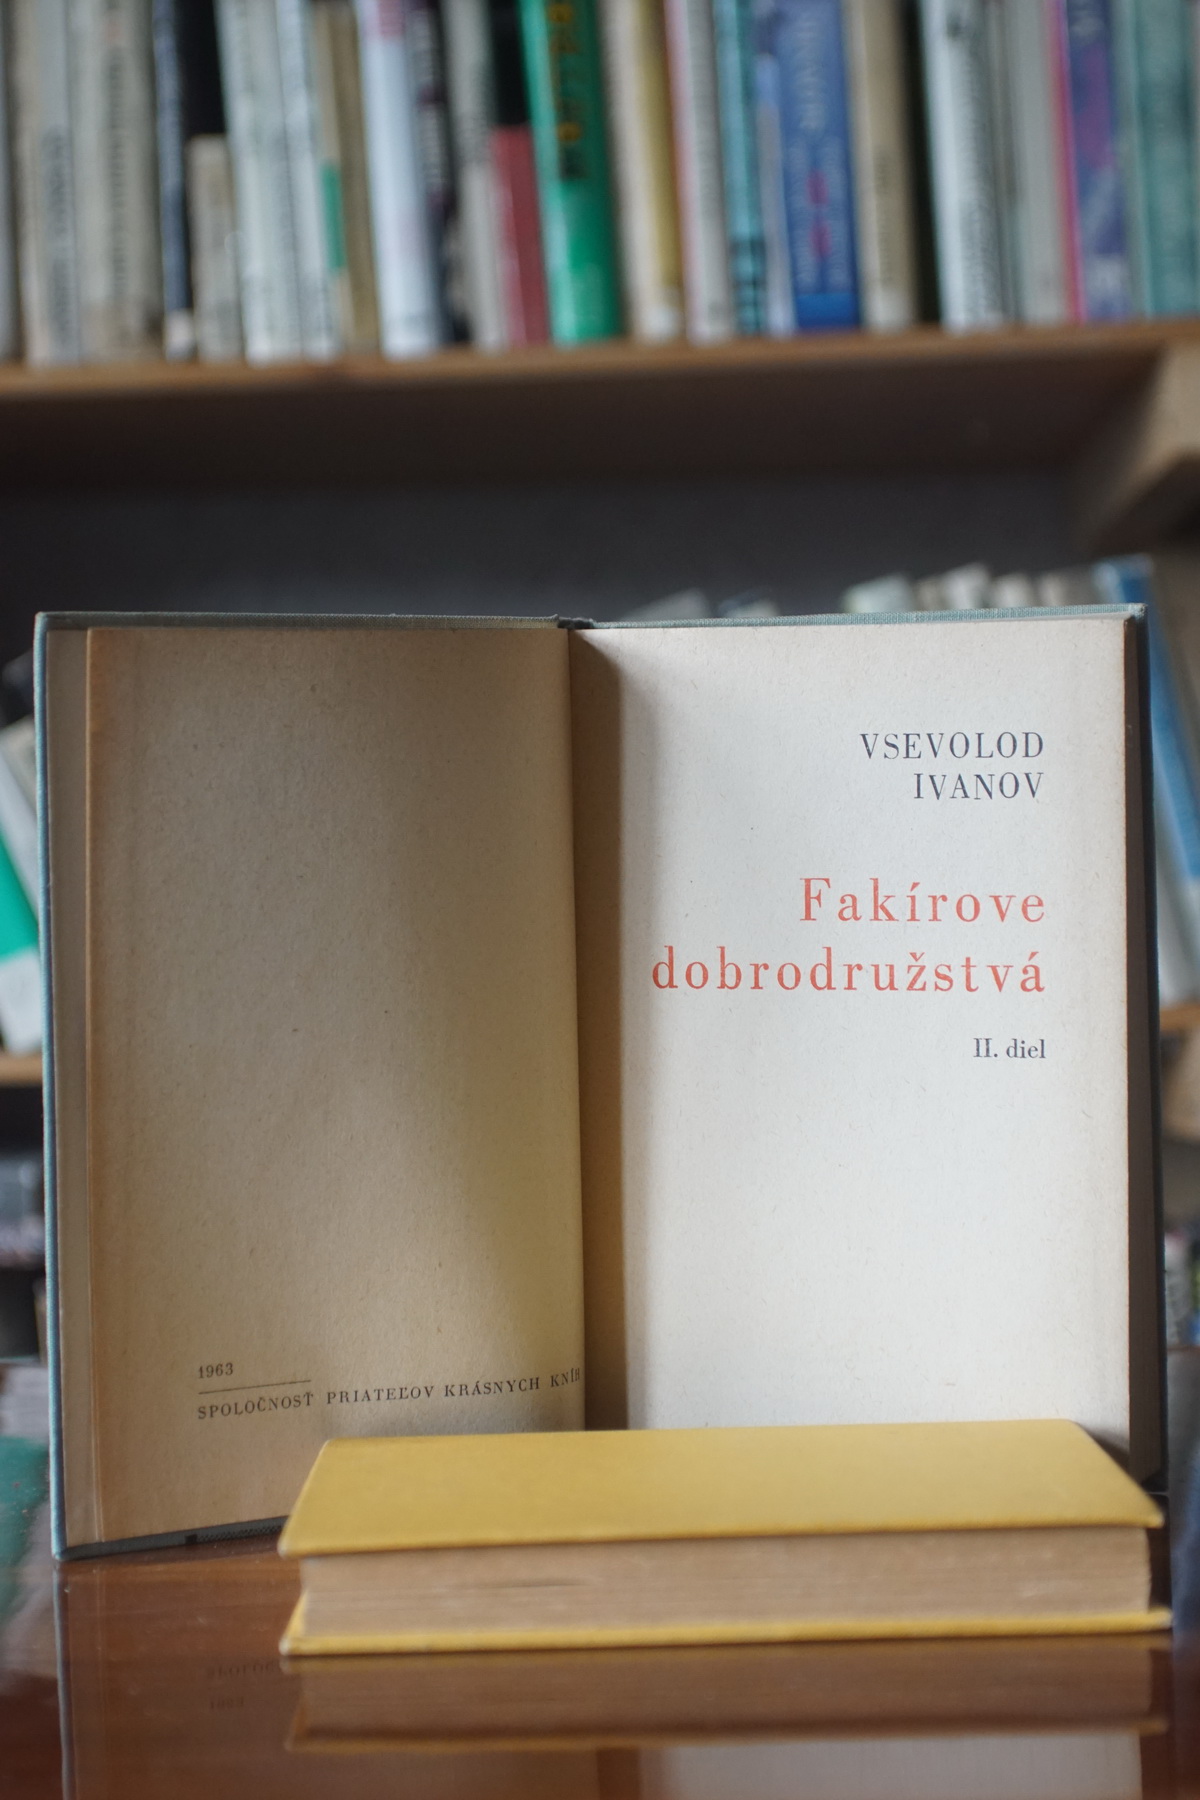 1963
SPOLOČNOSŤ PRIATEĽOV KRÁSNYCH KNÍH
VSEVOLOD
IVANOV
Fakírove
dobrodružstvá
II. diel